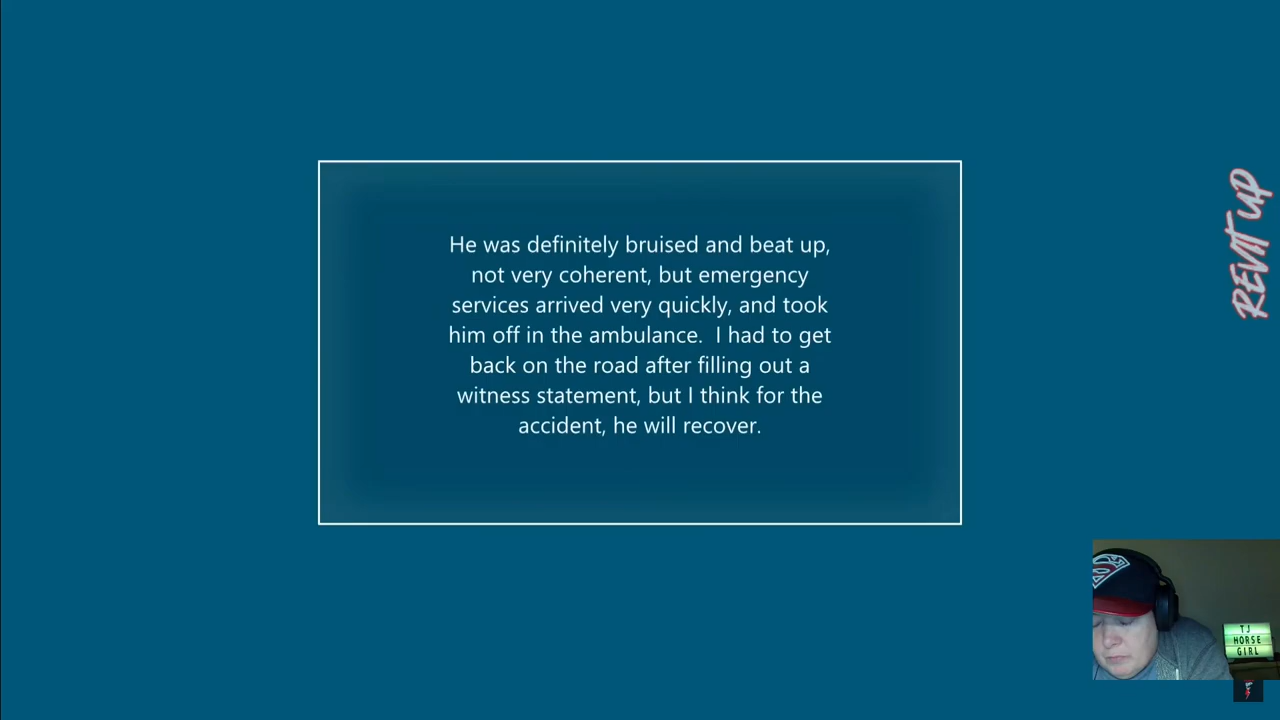 He was definitely bruised and beat up,
not very coherent, but emergency
services arrived very quickly, and took
him off in the ambulance.  I had to get
back on the road after filling out a
witness statement, but I think for the
accident, he will recover.
REVIT UP
TJ
HORSE
GIRL